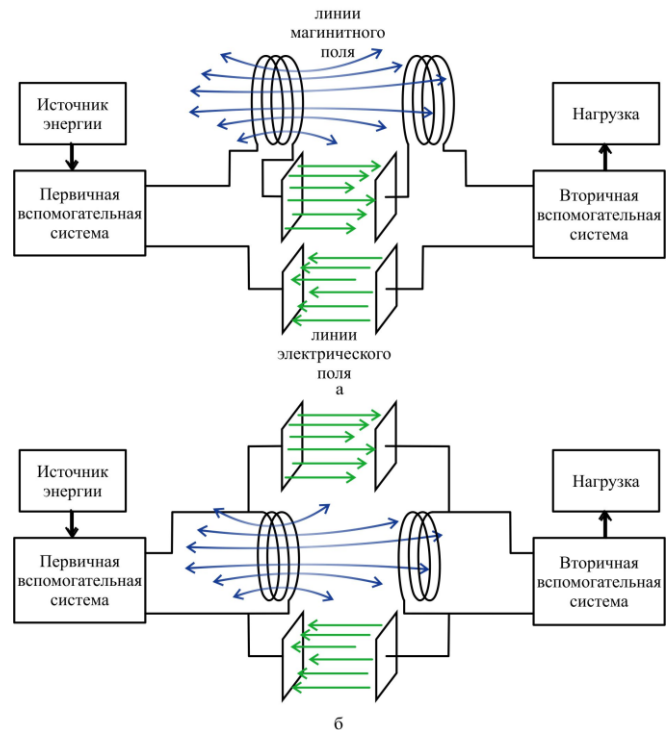 линии
магинитного
поля
Источник
энергии
Нагрузка
Первичная
вспомогательная
система
Вторичная
вспомогательная
система
линии
электрического
поля
а
Источник
энергии
Нагрузка
Первичная
вспомогательная
система
Вторичная
вспомогательная
система
б